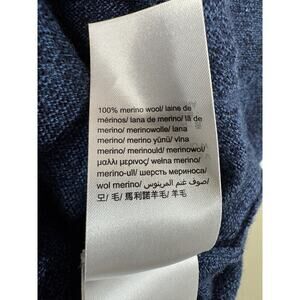 100% merino wool/ laine de
mérinos/ lana de merino/ lã de
merino/ merinowolle/ lana
merino/ merino yünü/ vlna
merino/ merinould/ merinowol/
μαλλί μερινος/ wełna merino/
merino-ull/ шерсть мериноса/
wol merino/ صوف غنم المرينوس/
모/ 毛/ 馬利諾羊毛/ 羊毛